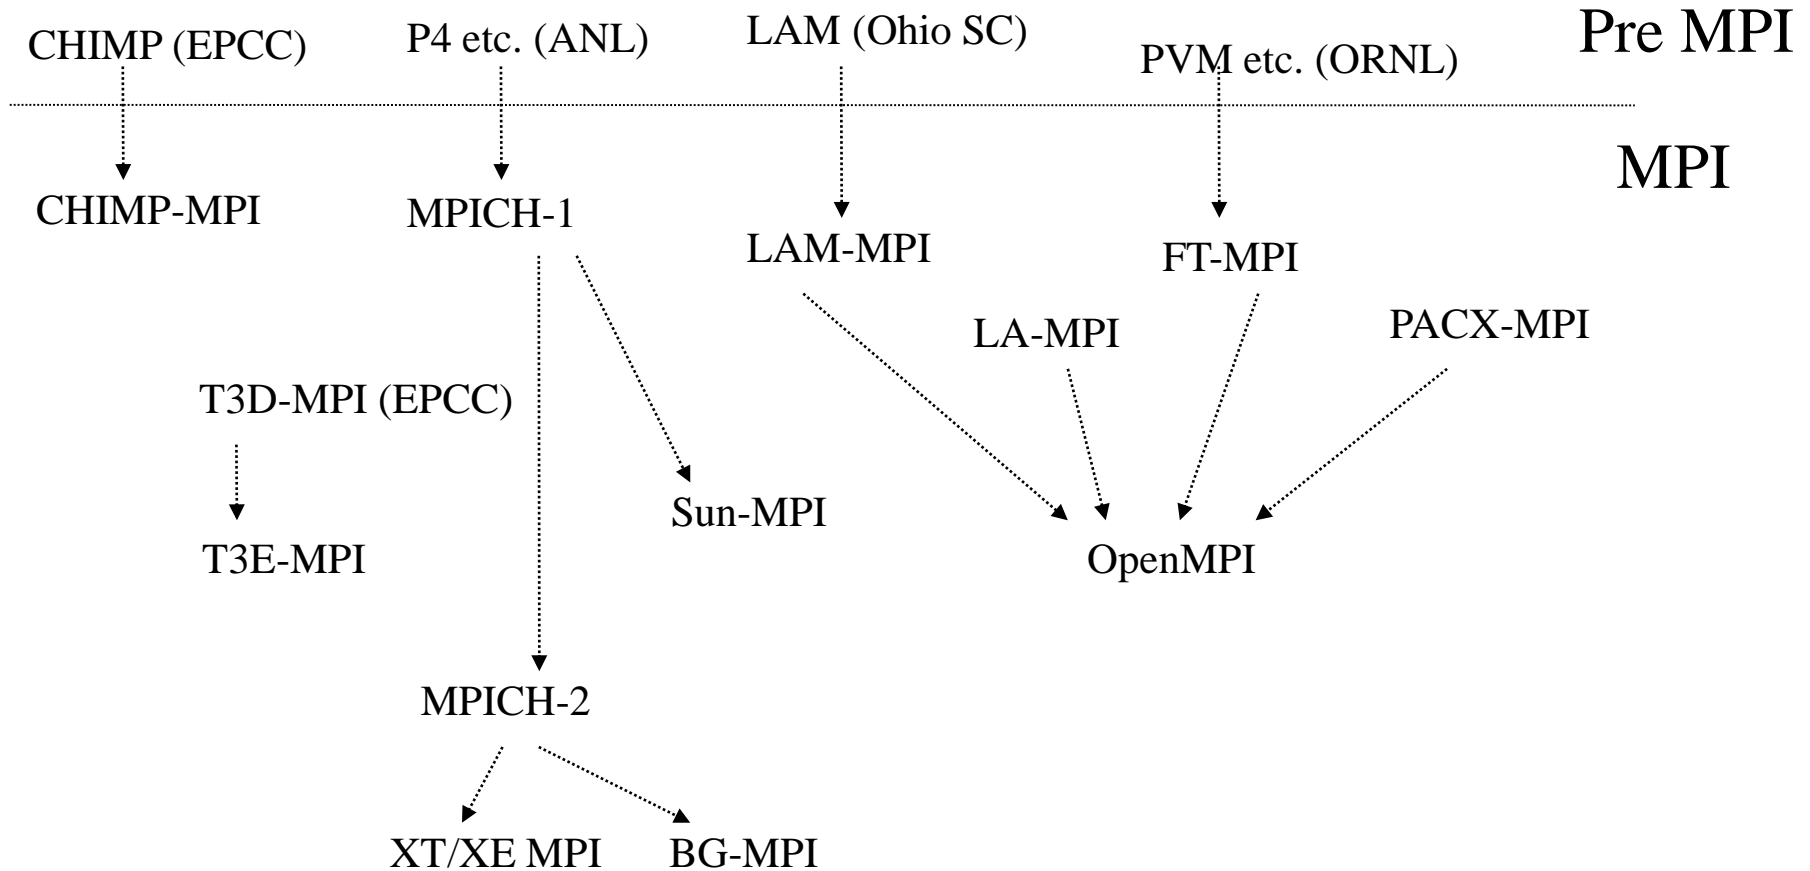 Pre MPI
CHIMP (EPCC)
P4 etc. (ANL)
LAM (Ohio SC)
PVM etc. (ORNL)
MPI
CHIMP-MPI
MPICH-1
LAM-MPI
FT-MPI
LA-MPI
PACX-MPI
T3D-MPI (EPCC)
Sun-MPI
T3E-MPI
OpenMPI
MPICH-2
XT/XE MPI
BG-MPI